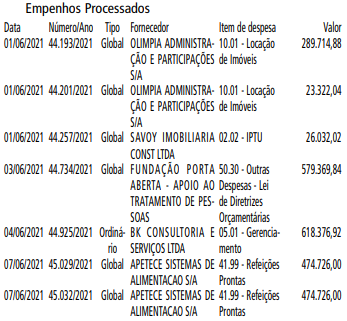 Empenhos Processados
Data Número/Ano Tipo Fornecedor Item de despesa Valor
01/06/2021 44.193/2021 Global OLIMPIA ADMINISTRA- 10.01 - Locação 289.714,88
ÇÃO E PARTICIPAÇÕES de Imóveis
S/A
01/06/2021 44.201/2021 Global OLIMPIA ADMINISTRA- 10.01 - Locação 23.322,04
ÇÃO E PARTICIPAÇÕES de Imóveis
S/A
01/06/2021 44.257/2021 Global SAVOY IMOBILIARIA 02.02 - IPTU 26.032,02
CONST LTDA
03/06/2021 44.734/2021 Global FUNDAÇÃO PORTA 50.30 - Outras 579.369,84
ABERTA - APOIO AO Despesas - Lei
TRATAMENTO DE PES- de Diretrizes
SOAS Orçamentárias
04/06/2021 44.925/2021 Ordiná- BK CONSULTORIA E 05.01 - Gerencia- 618.376,92
rio SERVIÇOS LTDA mento
07/06/2021 45.029/2021 Global APETECE SISTEMAS DE 41.99 - Refeições 474.726,00
ALIMENTACAO S/A Prontas
07/06/2021 45.032/2021 Global APETECE SISTEMAS DE 41.99 - Refeições 474.726,00
ALIMENTACAO S/A Prontas